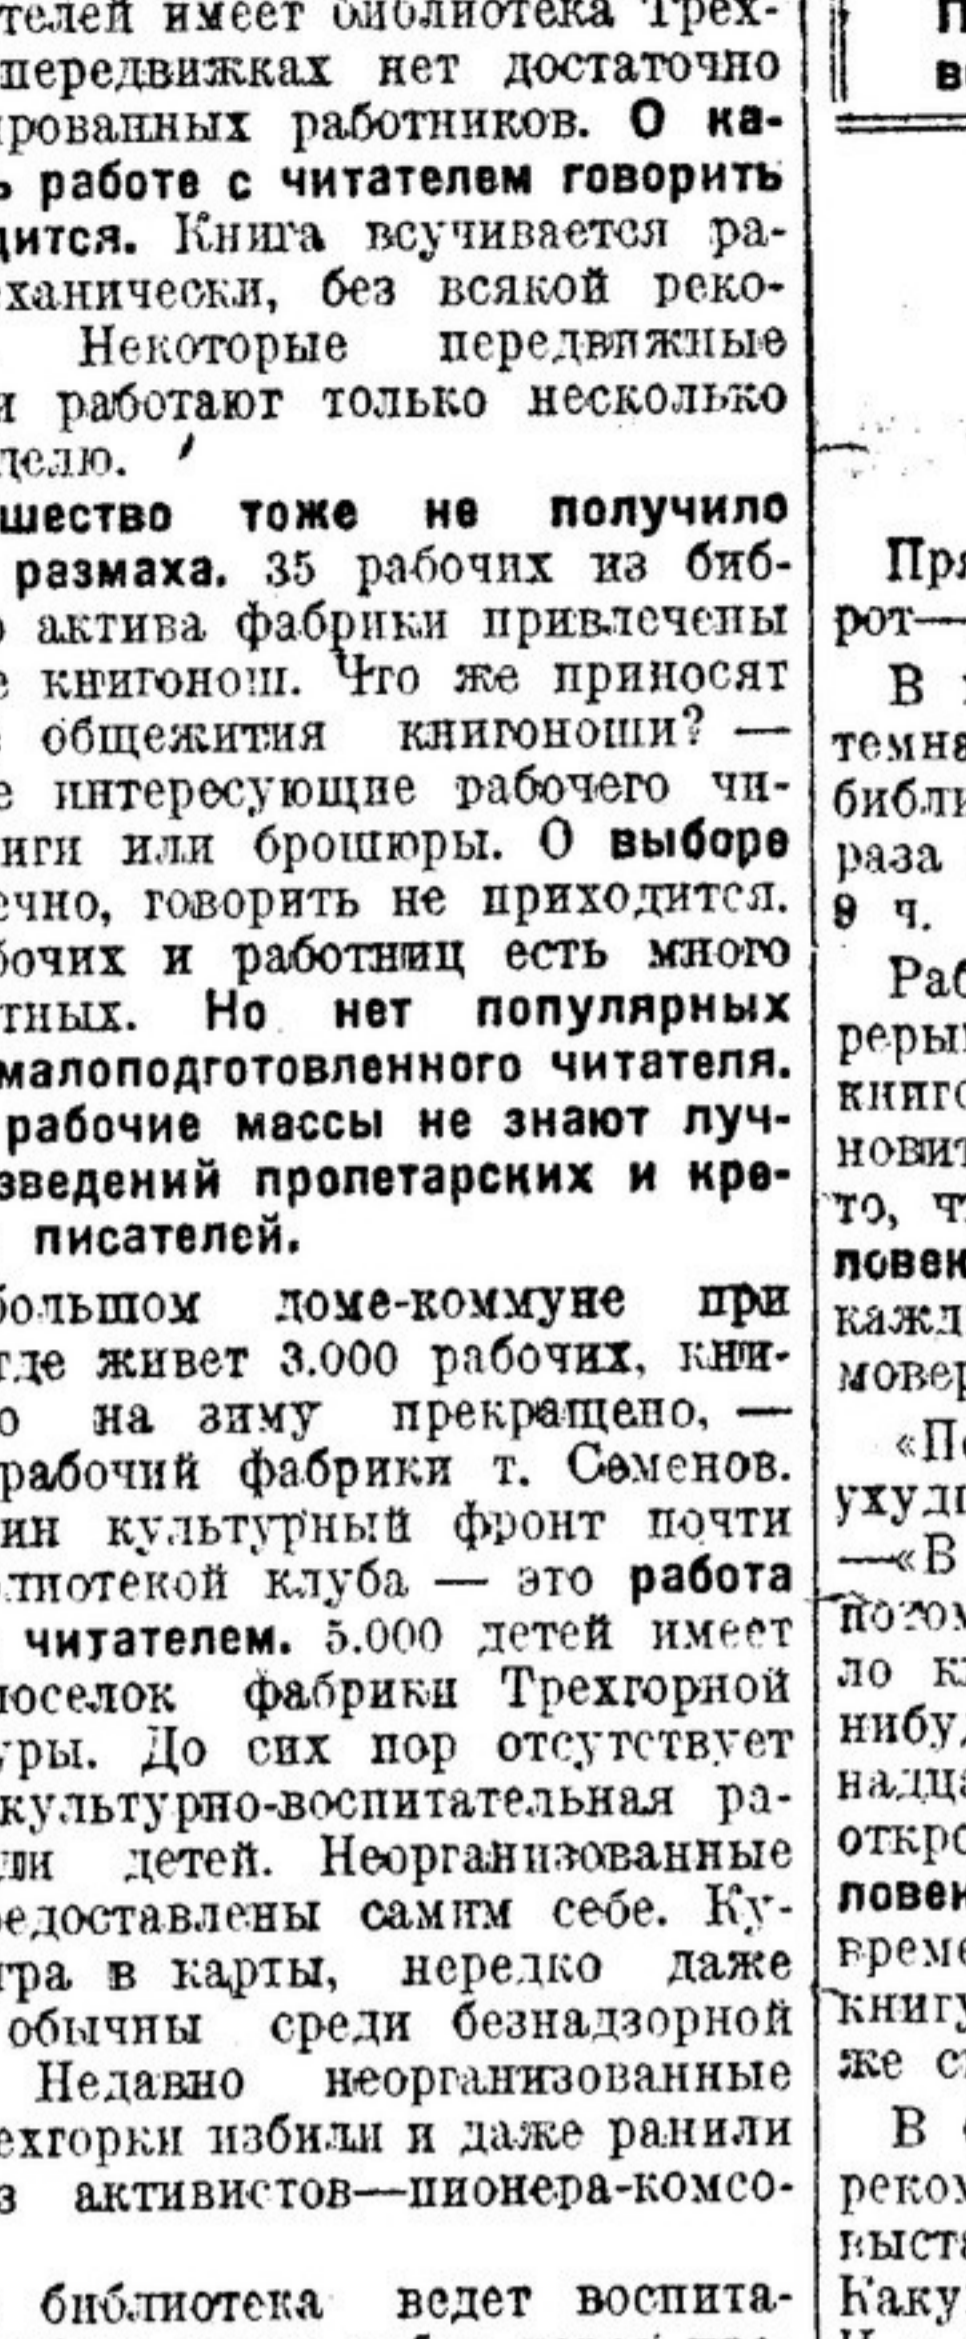 телей имеет библиотека Трех-
передвижках нет достаточно
ированных работников. О ка-
ь работе с читателем говорить
дится. Книга всучивается ра-
еханически, без всякой реко-
Некоторые передвижные
и работают только несколько
делю.
шество тоже не получило
размаха. 35 рабочих из биб-
о актива фабрики привлечены
е книгонош. Что же приносят
общежития книгоноши? —
е интересующие рабочего чи-
иги или брошюры. О выборе
ечно, говорить не приходится.
бочих и работниц есть много
тных. Но нет популярных
малоподготовленного читателя.
рабочие массы не знают луч-
зведений пролетарских и кре-
писателей.
большом доме-коммуне при
где живет 3.000 рабочих, кни-
о на зиму прекращено, —
рабочий фабрики т. Семенов.
ин культурный фронт почти
лиотекой клуба — это работа
читателем. 5.000 детей имеет
поселок фабрики Трехгорной
уры. До сих пор отсутствует
культурно-воспитательная ра-
ди детей. Неорганизованные
редоставлены самим себе. Ку-
гра в карты, нередко даже
обычны среди безнадзорной
Недавно неорганизованные
ехгорки избили и даже ранили
з активистов—пионера-комсо-
библиотека ведет воспита-
П
в
Пря
рот—
В
темна
библи
раза
9 ч.
Раб
реры
книго
новит
то, ч
ловек
кажд
мовер
«По
ухуд
—«В
потом
ло к
нибу
надца
откро
ловек
време
книгу
же с
В
реком
выста
Каку